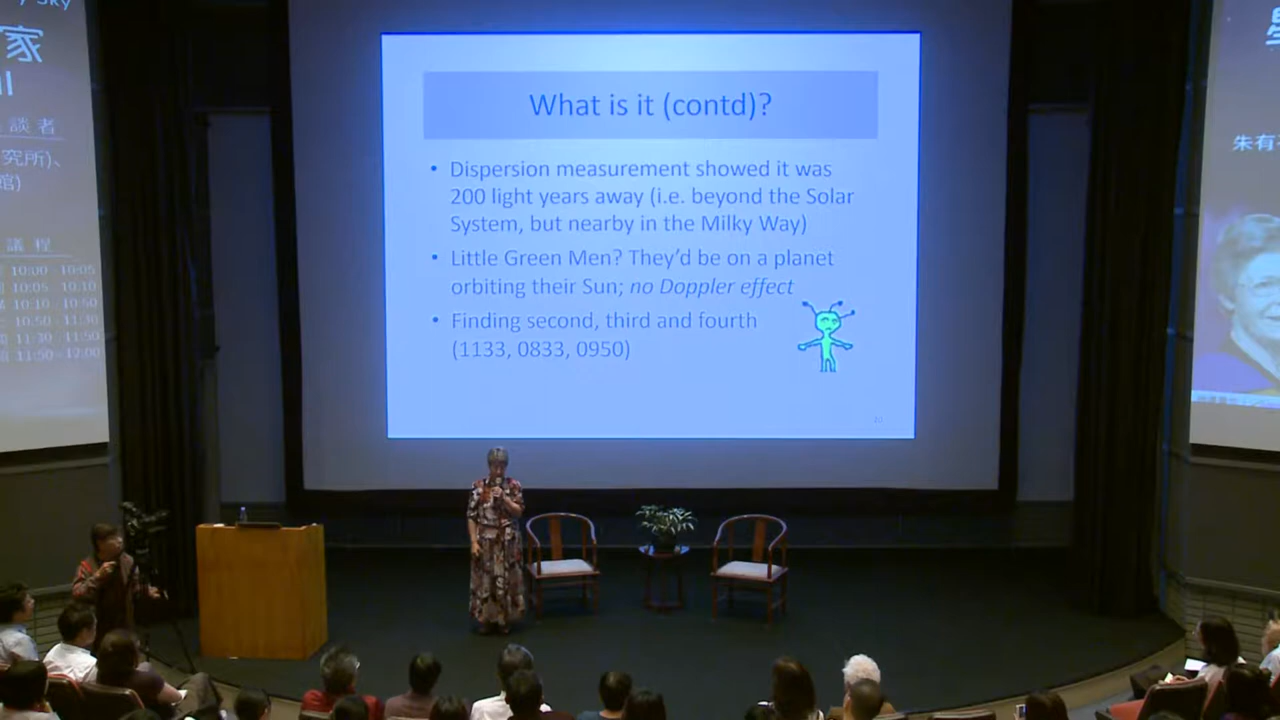 Sky
家
談者
究所)、
館)
議程
10:00 - 10:05
10:05 - 10:10
10:10 - 10:50
10:50 - 11:30
11:30 - 11:50
11:50 - 12:00
What is it (contd)?
• Dispersion measurement showed it was
200 light years away (i.e. beyond the Solar
System, but nearby in the Milky Way)
• Little Green Men? They'd be on a planet
orbiting their Sun; no Doppler effect
• Finding second, third and fourth
(1133, 0833, 0950)
20
朱有